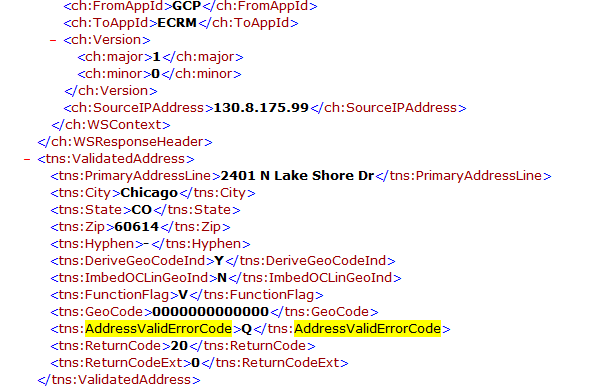 <ch:FromAppId>GCP</ch:FromAppId>
<ch:ToAppId>ECRM</ch:ToAppId>
- <ch:Version>
<ch:major>1</ch:major>
<ch:minor>0</ch:minor>
</ch:Version>
<ch:SourceIPAddress>130.8.175.99</ch:SourceIPAddress>
</ch:WSContext>
</ch:WSResponseHeader>
- <tns:ValidatedAddress>
<tns:PrimaryAddressLine>2401 N Lake Shore Dr</tns:PrimaryAddressLine>
<tns:City>Chicago</tns:City>
<tns:State>CO</tns:State>
<tns:Zip>60614</tns:Zip>
<tns:Hyphen>-</tns:Hyphen>
<tns:DeriveGeoCodeInd>Y</tns:DeriveGeoCodeInd>
<tns:ImbedOCLinGeoInd>N</tns:ImbedOCLinGeoInd>
<tns:FunctionFlag>V</tns:FunctionFlag>
<tns:GeoCode>0000000000000</tns:GeoCode>
<tns:AddressValidErrorCode>Q</tns:AddressValidErrorCode>
<tns:ReturnCode>20</tns:ReturnCode>
<tns:ReturnCodeExt>0</tns:ReturnCodeExt>
</tns:ValidatedAddress>